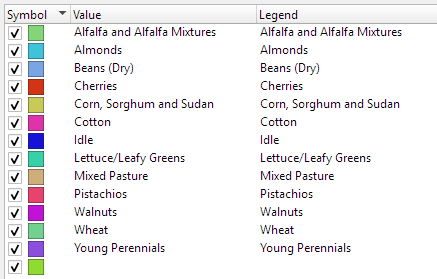 Symbol Value Legend
Alfalfa and Alfalfa Mixtures Alfalfa and Alfalfa Mixtures
Almonds Almonds
Beans (Dry) Beans (Dry)
Cherries Cherries
Corn, Sorghum and Sudan Corn, Sorghum and Sudan
Cotton Cotton
Idle Idle
Lettuce/Leafy Greens Lettuce/Leafy Greens
Mixed Pasture Mixed Pasture
Pistachios Pistachios
Walnuts Walnuts
Wheat Wheat
Young Perennials Young Perennials